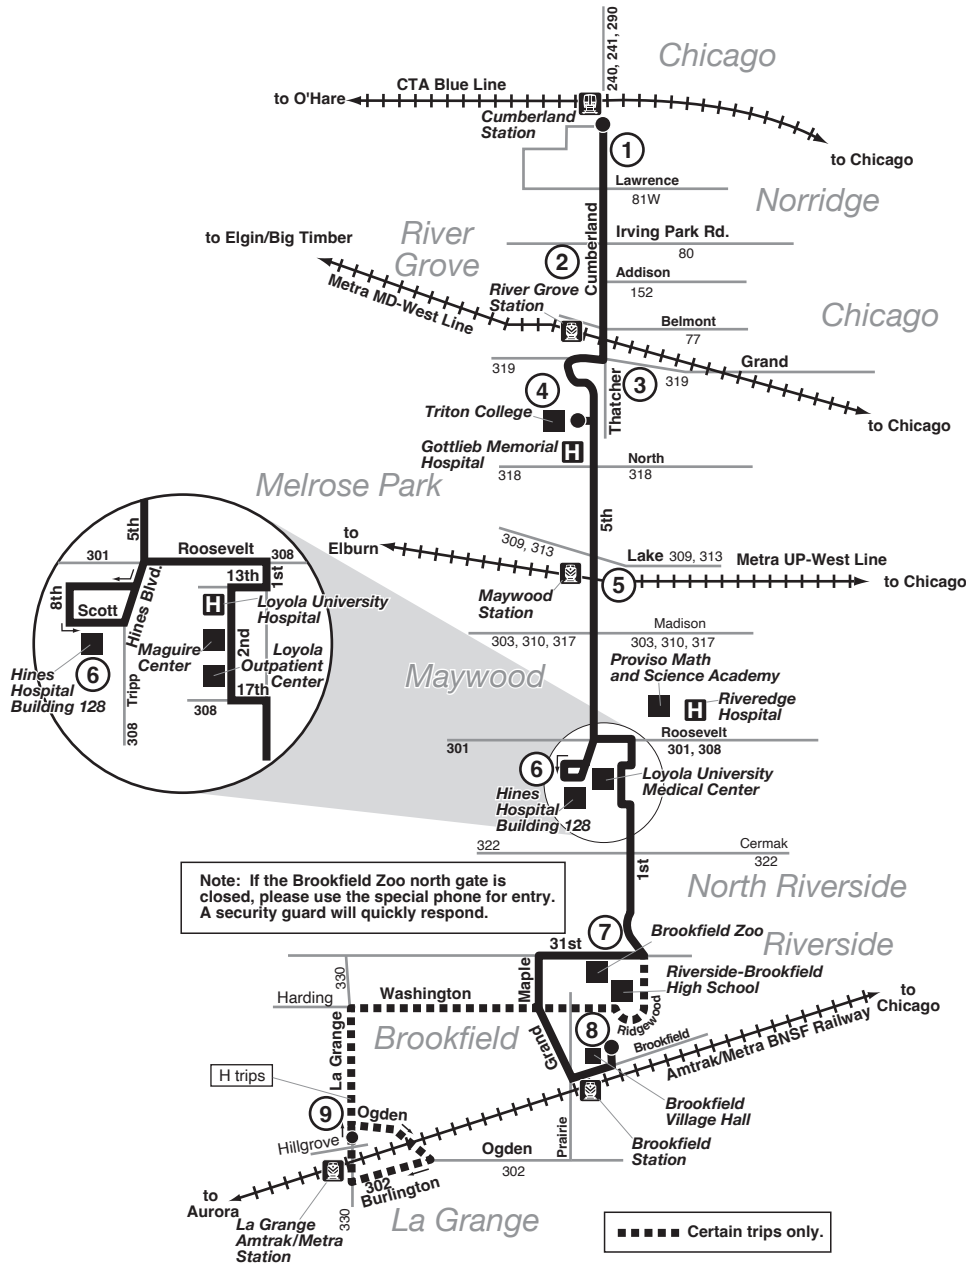 240, 241, 290
Chicago
CTA Blue Line
to O'Hare
Cumberland
Station
1
to Chicago
Lawrence
81W
Norridge
Cumberland
River
Grove
to Elgin/Big Timber
Irving Park Rd.
80
2
Addison
152
River Grove
Station
Metra MD-West Line
Belmont
77
Chicago
319
Grand
319
3
4
Thatcher
to Chicago
Triton College
Gottlieb Memorial
Hospital
H
North
318
318
Melrose Park
5th
to
Elburn
309, 313
Lake 309, 313
Metra UP-West Line
to Chicago
Maywood
Station
5
Madison
303, 310, 317
303, 310, 317
Proviso Math
and Science Academy
Maywood
H
Riveredge
Hospital
Roosevelt
301
301, 308
6
Loyola University
Medical Center
Hines
Hospital
Building 128
5th
301
Roosevelt
308
13th
1st
8th
Scott
Hines Blvd.
H
Loyola University
Hospital
Maguire
Center
2nd
Loyola
Outpatient
Center
6
Hines
Hospital
Building 128
Tripp
308
17th
308
322
Cermak
322
1st
North Riverside
Note: If the Brookfield Zoo north gate is
closed, please use the special phone for entry.
A security guard will quickly respond.
7
31st
Brookfield Zoo
Riverside
330
Maple
Riverside-Brookfield
High School
Harding
Washington
Ridgewood
to
Chicago
Brookfield
Grand
8
Brookfield
Amtrak/Metra BNSF Railway
La Grange
H trips
Brookfield
Village Hall
9
Ogden
Hillgrove
Prairie
Brookfield
Station
Ogden
302
302
Burlington
to
Aurora
330
La Grange
La Grange
Amtrak/Metra
Station
Certain trips only.